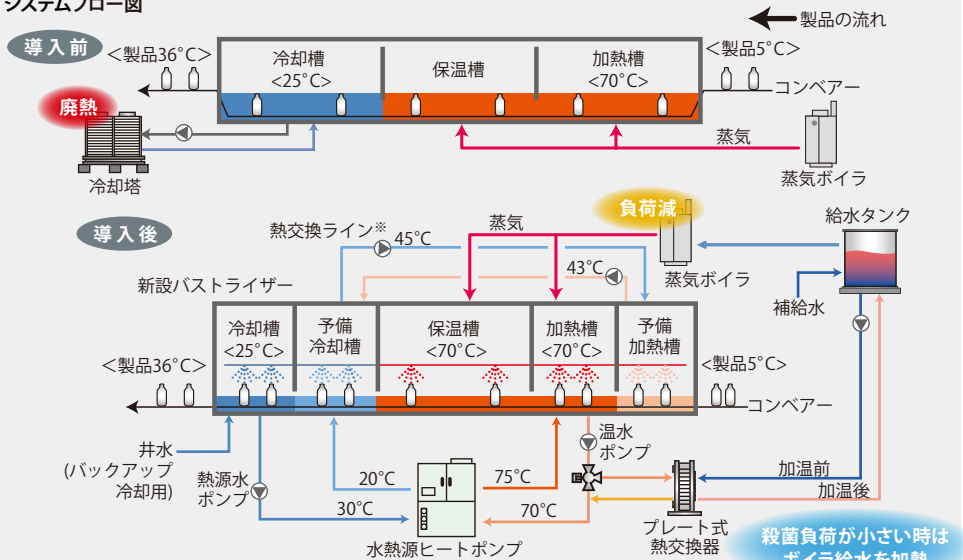 システムフロー図
製品の流れ
導入前
<製品36°C>
冷却槽
<25°C>
保温槽
加熱槽
<70°C>
<製品5°C>
コンベアー
廃熱
冷却塔
蒸気
蒸気ボイラ
導入後
熱交換ライン※
45°C
蒸気
負荷減
給水タンク
43°C
蒸気ボイラ
新設パストライザー
補給水
冷却槽
<25°C>
予備
冷却槽
保温槽
<70°C>
加熱槽
<70°C>
予備
加熱槽
<製品36°C>
<製品5°C>
コンベアー
井水
(バックアップ
冷却用)
熱源水
ポンプ
20°C
30°C
75°C
70°C
温水
ポンプ
加温前
加温後
水熱源ヒートポンプ
プレート式
熱交換器
殺菌負荷が小さい時は
ボイラ給水を加熱